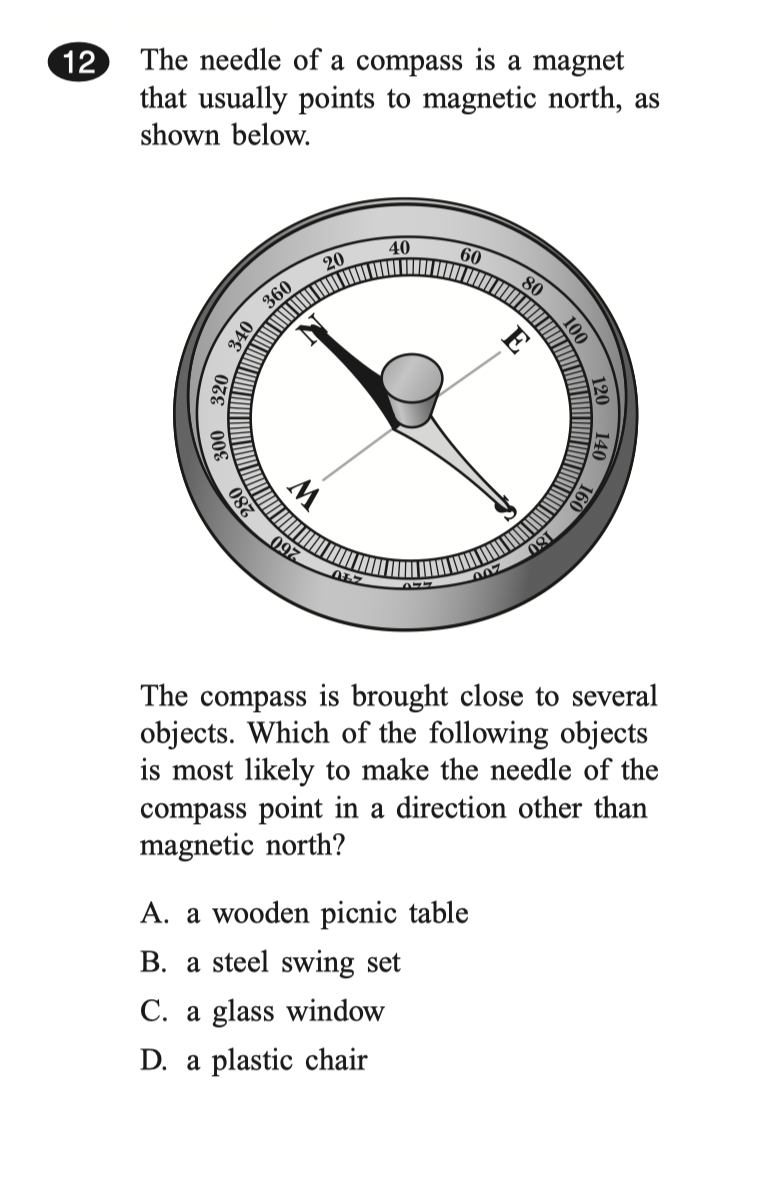 12 The needle of a compass is a magnet
that usually points to magnetic north, as
shown below.
40
20 60
360 80
340 N E 100
320 120
300 140
280 W S 160
260 180
240 220 200
The compass is brought close to several
objects. Which of the following objects
is most likely to make the needle of the
compass point in a direction other than
magnetic north?
A. a wooden picnic table
B. a steel swing set
C. a glass window
D. a plastic chair